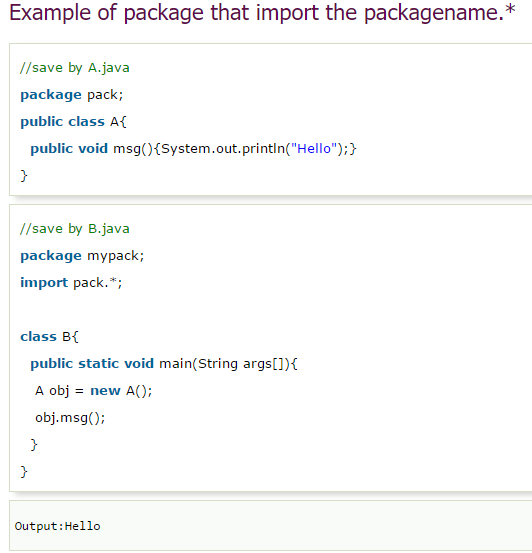 Example of package that import the packagename.*
//save by A.java
package pack;
public class A{
  public void msg(){System.out.println("Hello");}
}
//save by B.java
package mypack;
import pack.*;

class B{
  public static void main(String args[]){
   A obj = new A();
   obj.msg();
  }
}
Output:Hello